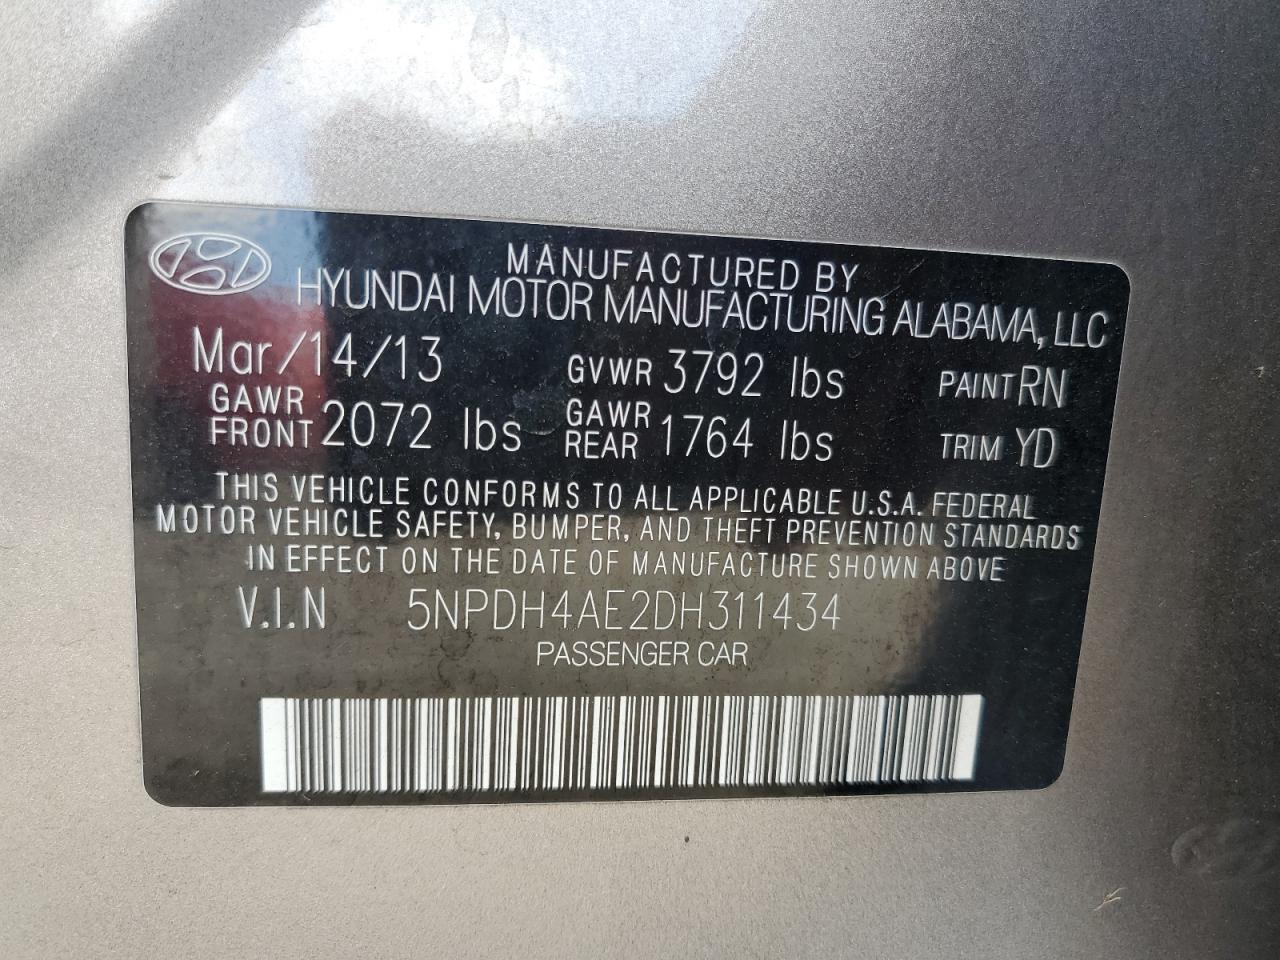 MANUFACTURED BY
HYUNDAI MOTOR MANUFACTURING ALABAMA, LLC
Mar/14/13 GVWR 3792 lbs PAINT RN
GAWR FRONT 2072 lbs GAWR REAR 1764 lbs TRIM YD
THIS VEHICLE CONFORMS TO ALL APPLICABLE U.S.A. FEDERAL
MOTOR VEHICLE SAFETY, BUMPER, AND THEFT PREVENTION STANDARDS
IN EFFECT ON THE DATE OF MANUFACTURE SHOWN ABOVE
V.I.N 5NPDH4AE2DH311434
PASSENGER CAR